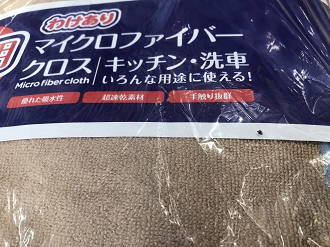 わけあり
マイクロファイバー
クロス
Micro fiber cloth
キッチン・洗車
いろんな用途に使える!
優れた吸水性
超速乾素材
手触り抜群